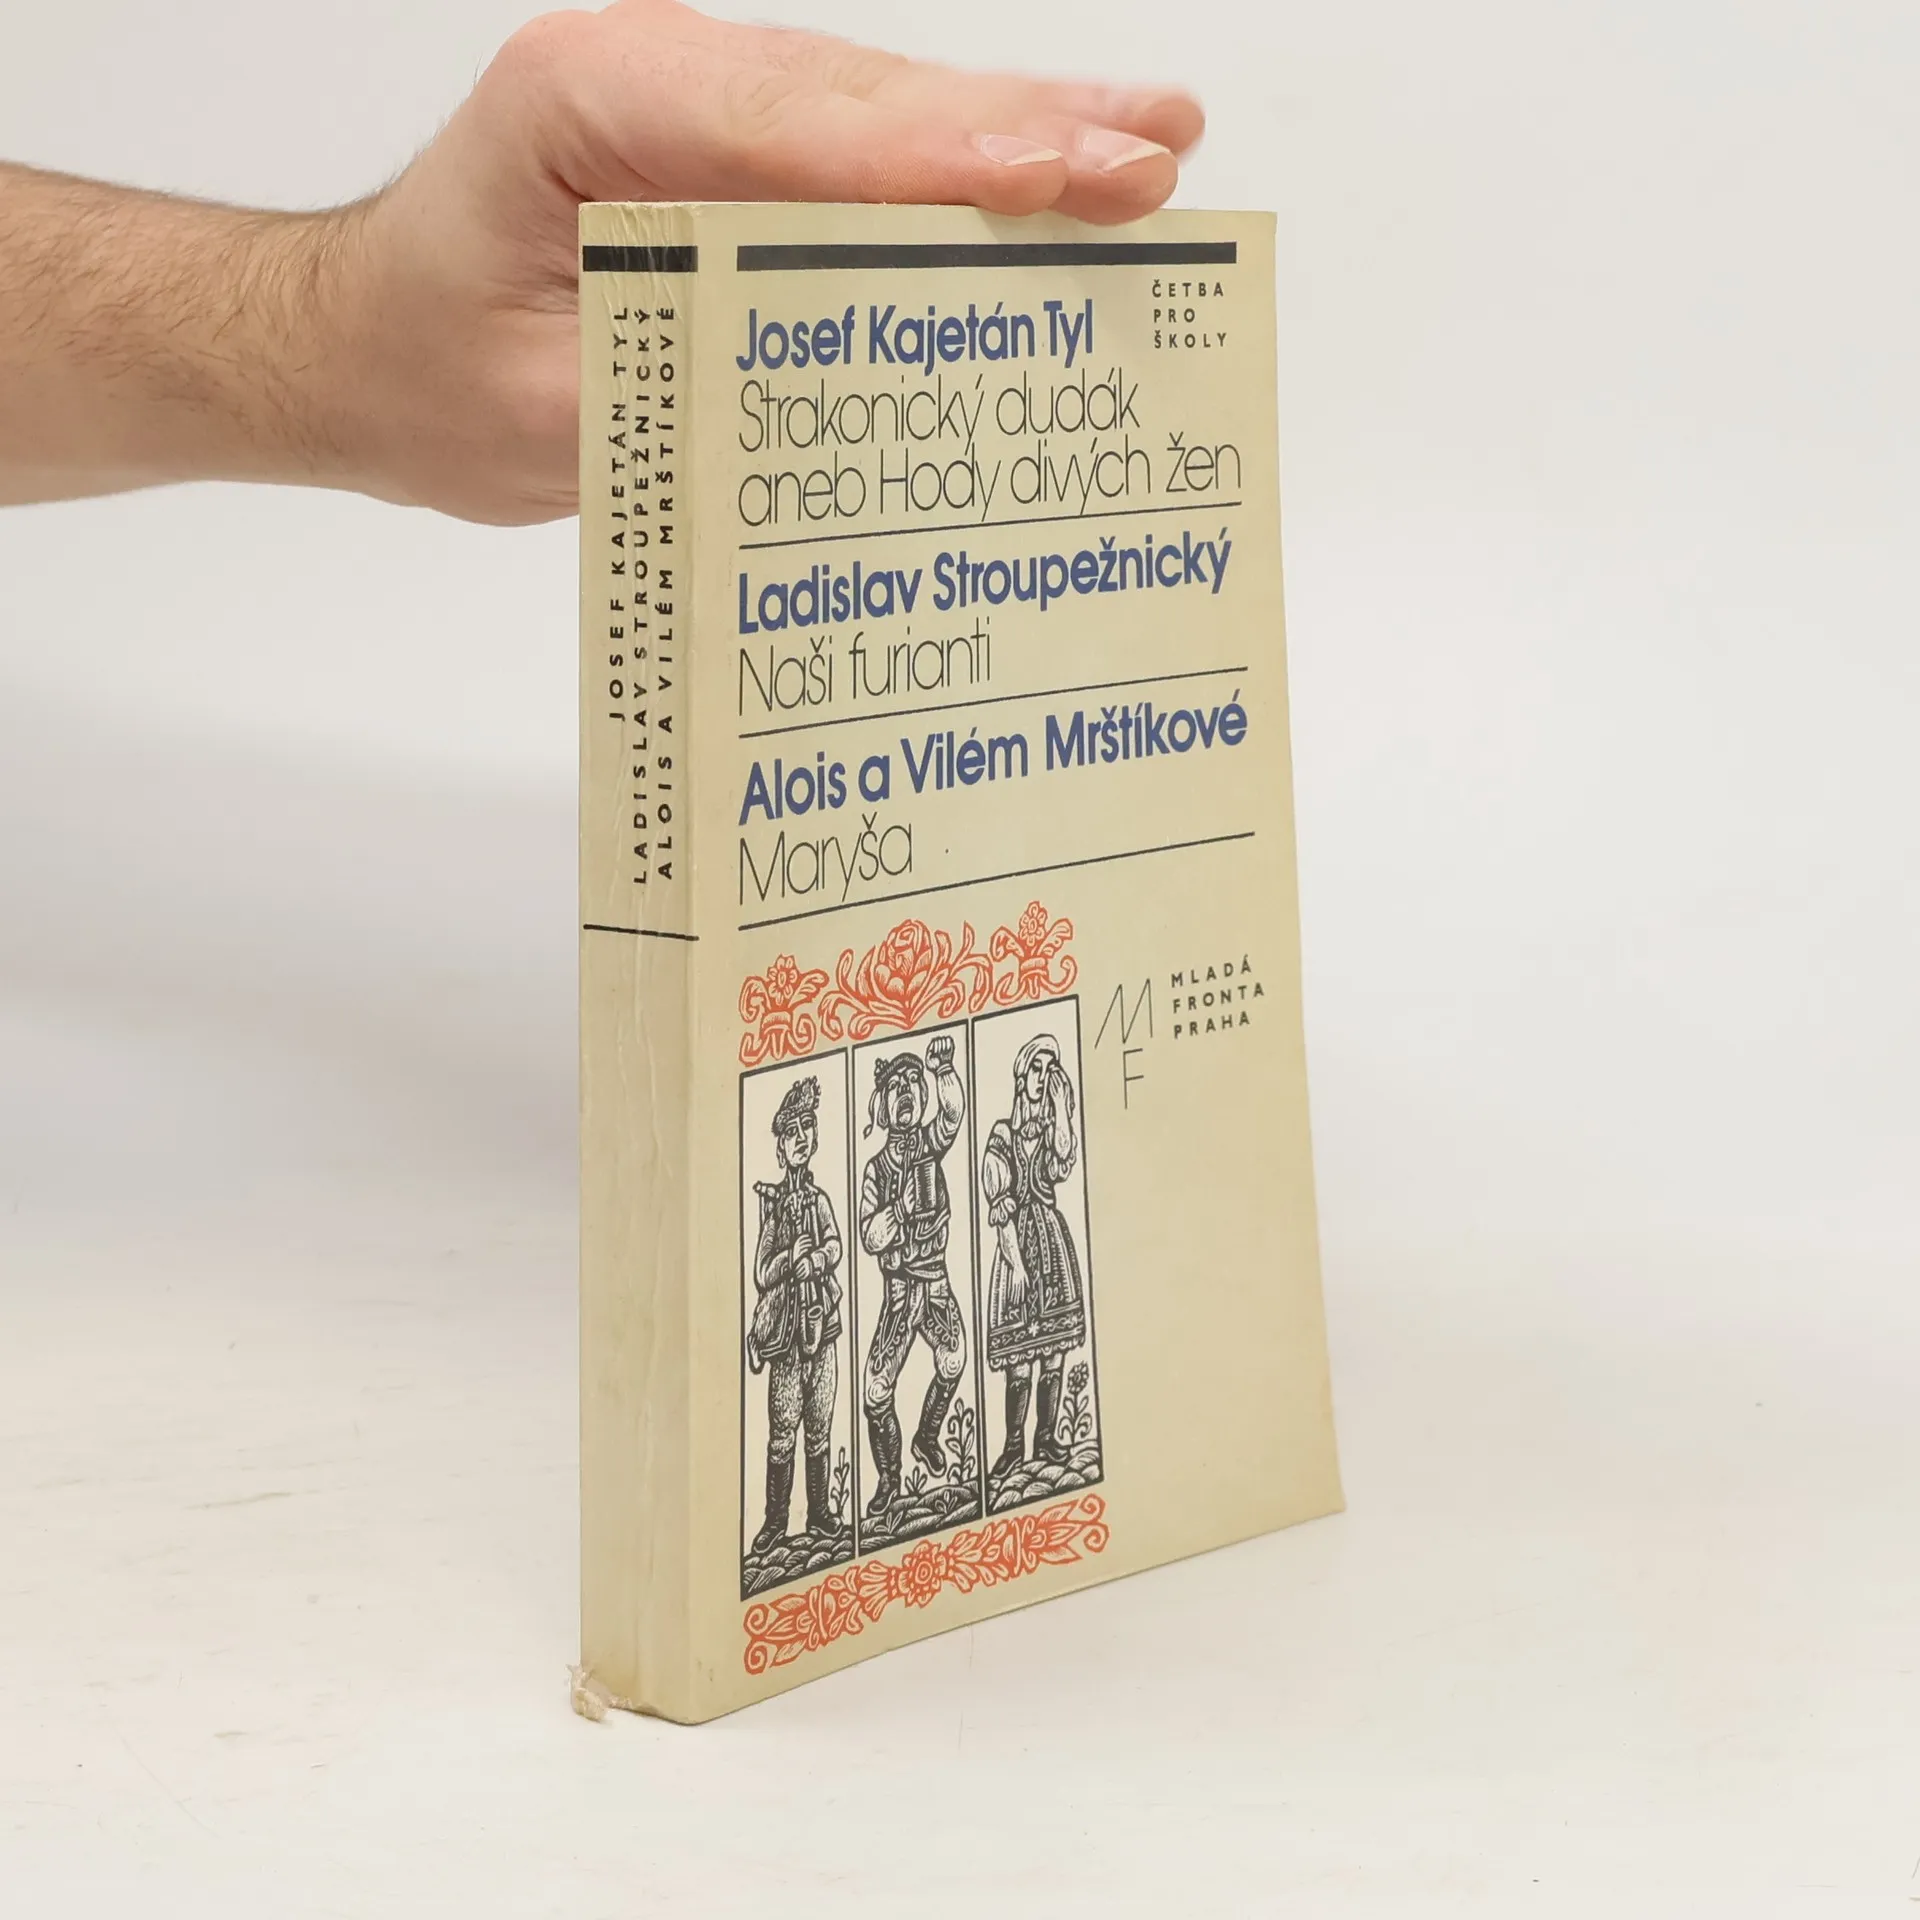 JOSEF KAJETÁN TYL
LADISLAV STROUPEŽNICKÝ
ALOIS A VILÉM MRŠTÍKOVÉ
ČETBA
PRO
ŠKOLY
Josef Kajetán Tyl
Strakonický dudák
aneb Hody divých žen
Ladislav Stroupežnický
Naši furianti
Alois a Vilém Mrštíkové
Maryša
MF
MLADÁ
FRONTA
PRAHA